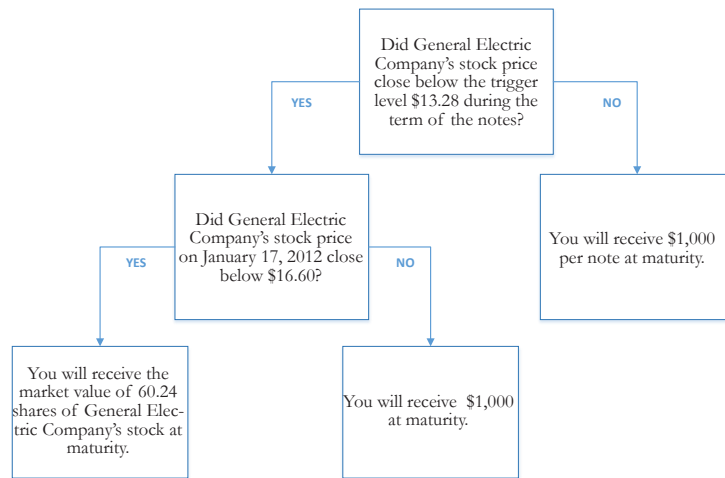 Did General Electric
Company's stock price
close below the trigger
level $13.28 during the
term of the notes?
YES
NO
Did General Electric
Company's stock price
on January 17, 2012 close
below $16.60?
You will receive $1,000
per note at maturity.
YES
NO
You will receive the
market value of 60.24
shares of General Elec-
tric Company's stock at
maturity.
You will receive $1,000
at maturity.